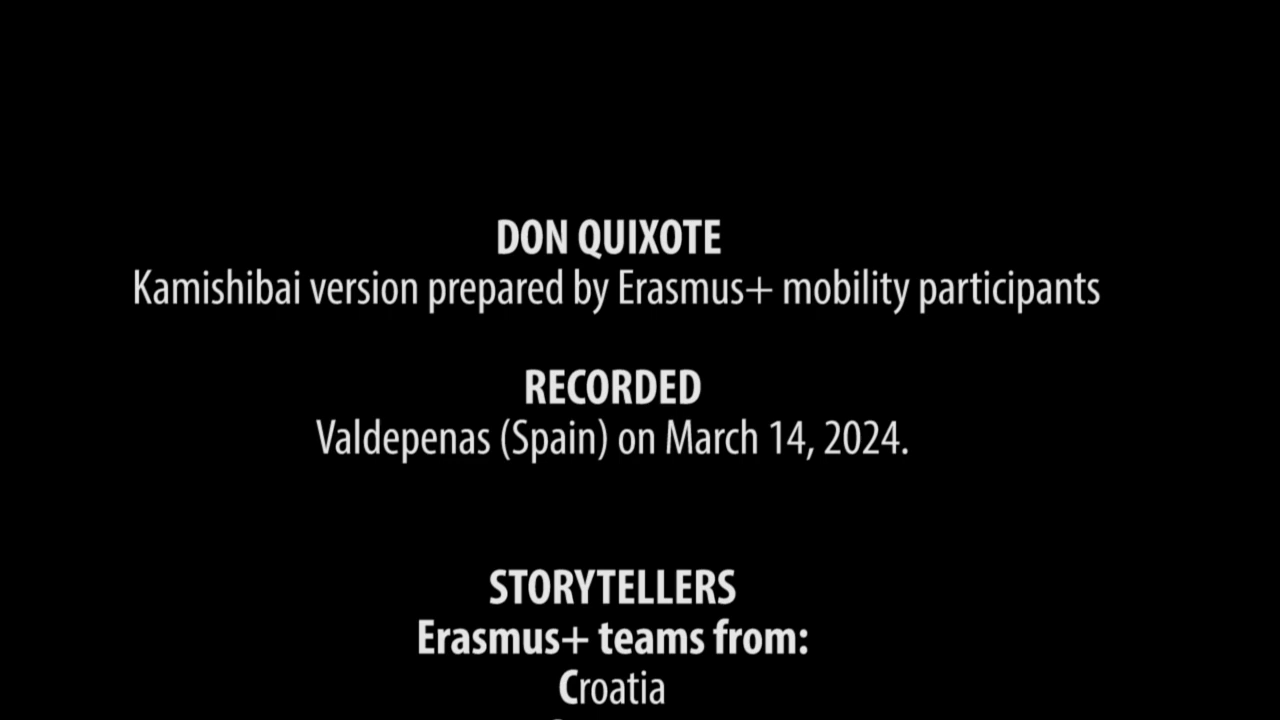 DON QUIXOTE
Kamishibai version prepared by Erasmus+ mobility participants
RECORDED
Valdepenas (Spain) on March 14, 2024.
STORYTELLERS
Erasmus+ teams from:
Croatia